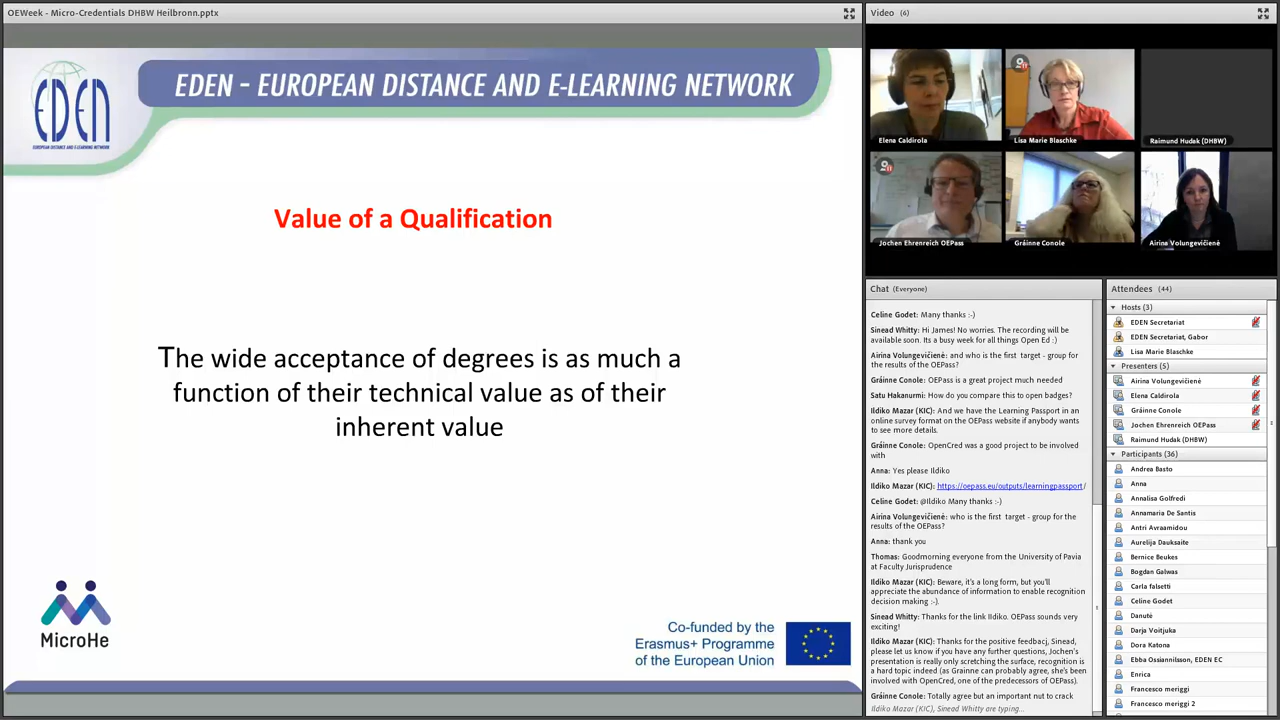 OEWeek - Micro-Credentials DHBW Heilbronn.pptx
EDEN
EUROPEAN DISTANCE AND E-LEARNING NETWORK
EDEN – EUROPEAN DISTANCE AND E-LEARNING NETWORK
Value of a Qualification
The wide acceptance of degrees is as much a
function of their technical value as of their
inherent value
MicroHe
Co-funded by the
Erasmus+ Programme
of the European Union
Video (6)
Elena Caldirola
Lisa Marie Blaschke
Raimund Hudak (DHBW)
Jochen Ehrenreich OEPass
Gráinne Conole
Airina Volungevičienė
Chat (Everyone)
Celine Godet: Many thanks :-)
Sinead Whitty: Hi James! No worries. The recording will be
available soon. Its a busy week for all things Open Ed :)
Airina Volungevičienė: and who is the first target - group for
the results of the OEPass?
Gráinne Conole: OEPass is a great project much needed
Satu Hakanumi: How do you compare this to open badges?
Ildiko Mazar (KIC): And we have the Learning Passport in an
online survey format on the OEPass website if anybody wants
to see more details.
Gráinne Conole: OpenCred was a good project to be involved
with
Anna: Yes please Ildiko
Ildiko Mazar (KIC): https://oepass.eu/outputs/learningpassport/
Celine Godet: @Ildiko Many thanks :-)
Airina Volungevičienė: who is the first target - group for the
results of the OEPass?
Anna: thank you
Thomas: Goodmorning everyone from the University of Pavia
at Faculty Jurisprudence
Ildiko Mazar (KIC): Beware, it's a long form, but you'll
appreciate the abundance of information to enable recognition
decision making :-).
Sinead Whitty: Thanks for the link IIdiko. OEPass sounds very
exciting!
Ildiko Mazar (KIC): Thanks for the positive feedbacj, Sinead,
please let us know if you have any further questions, Jochen's
presentation is really only scretching the surface, recognition is
a hard topic indeed (as Grainne can probably agree, she's been
involved with OpenCred, one of the predecesors of OEPass).
Gráinne Conole: Totally agree but an important nut to crack
Ildiko Mazar (KIC), Sinead Whitty are typing...
Attendees (44)
Hosts (3)
EDEN Secretariat
EDEN Secretariat, Gabor
Lisa Marie Blaschke
Presenters (5)
Airina Volungevičienė
Elena Caldirola
Gráinne Conole
Jochen Ehrenreich OEPass
Raimund Hudak (DHBW)
Participants (36)
Andrea Basto
Anna
Annalisa Golfredi
Annamaria De Santis
Antri Avraamidou
Aurelija Dauksaite
Bernice Beukes
Bogdan Galwas
Carla falsetti
Celine Godet
Danutė
Darja Voitjuka
Dora Katona
Ebba Ossiannilsson, EDEN EC
Enrica
Francesco meriggi
Francesco meriggi 2